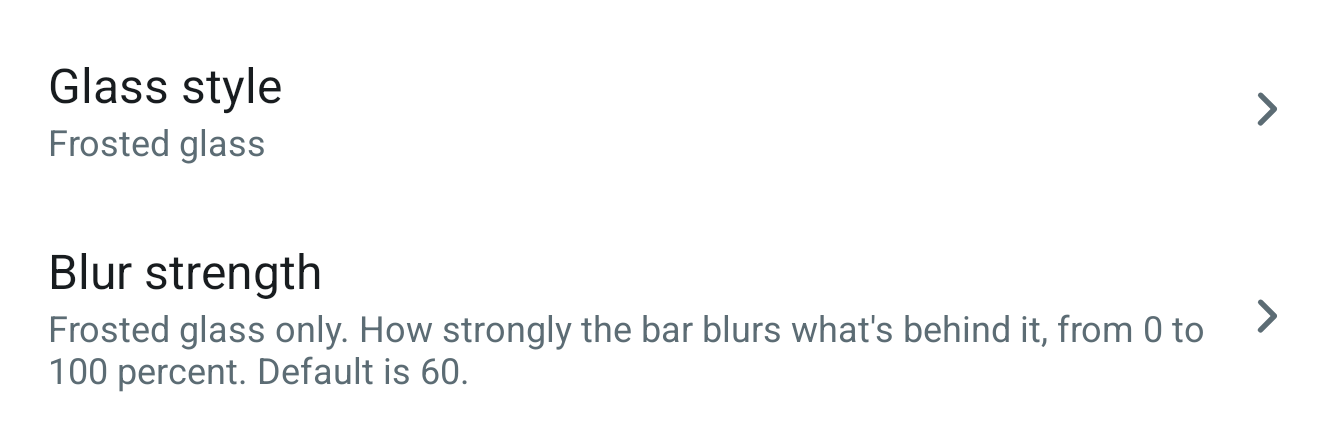 Glass style
Frosted glass
Blur strength
Frosted glass only. How strongly the bar blurs what's behind it, from 0 to
100 percent. Default is 60.